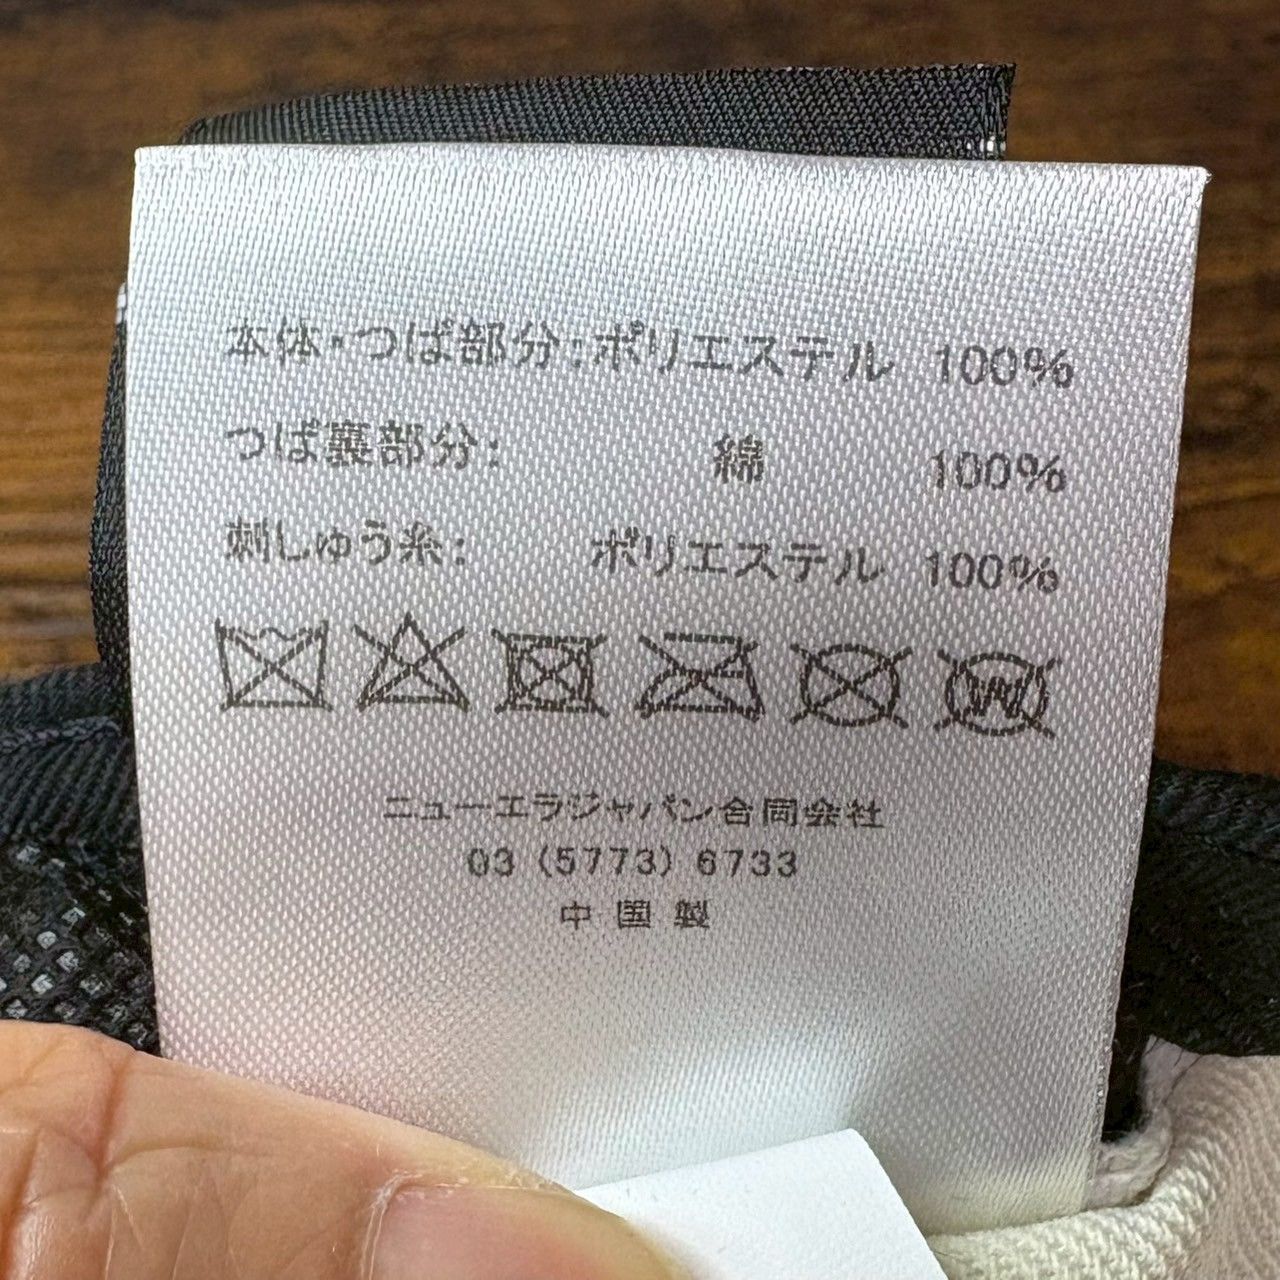 本体・つば部分:ポリエステル 100%
つば裏部分: 綿 100%
刺しゅう糸: ポリエステル 100%
ニューエラジャパン合同会社
03 (5773) 6733
中国製